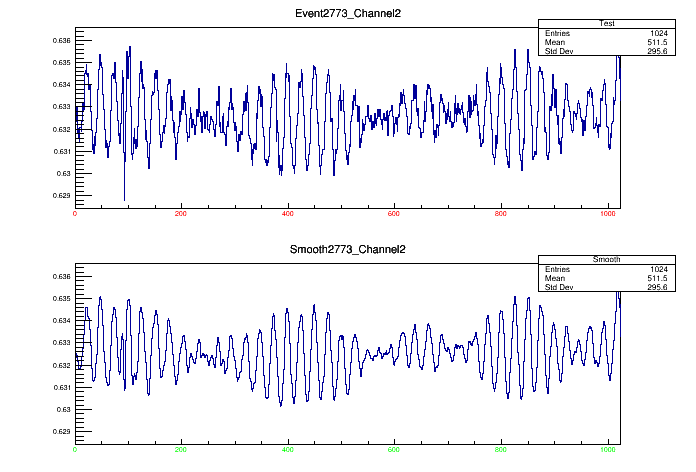 Event2773_Channel2
Test
Entries 1024
Mean 511.5
Std Dev 295.6
0.636
0.635
0.634
0.633
0.632
0.631
0.63
0.629
0 200 400 600 800 1000
Smooth2773_Channel2
Smooth
Entries 1024
Mean 511.5
Std Dev 295.6
0.636
0.635
0.634
0.633
0.632
0.631
0.63
0.629
0 200 400 600 800 1000